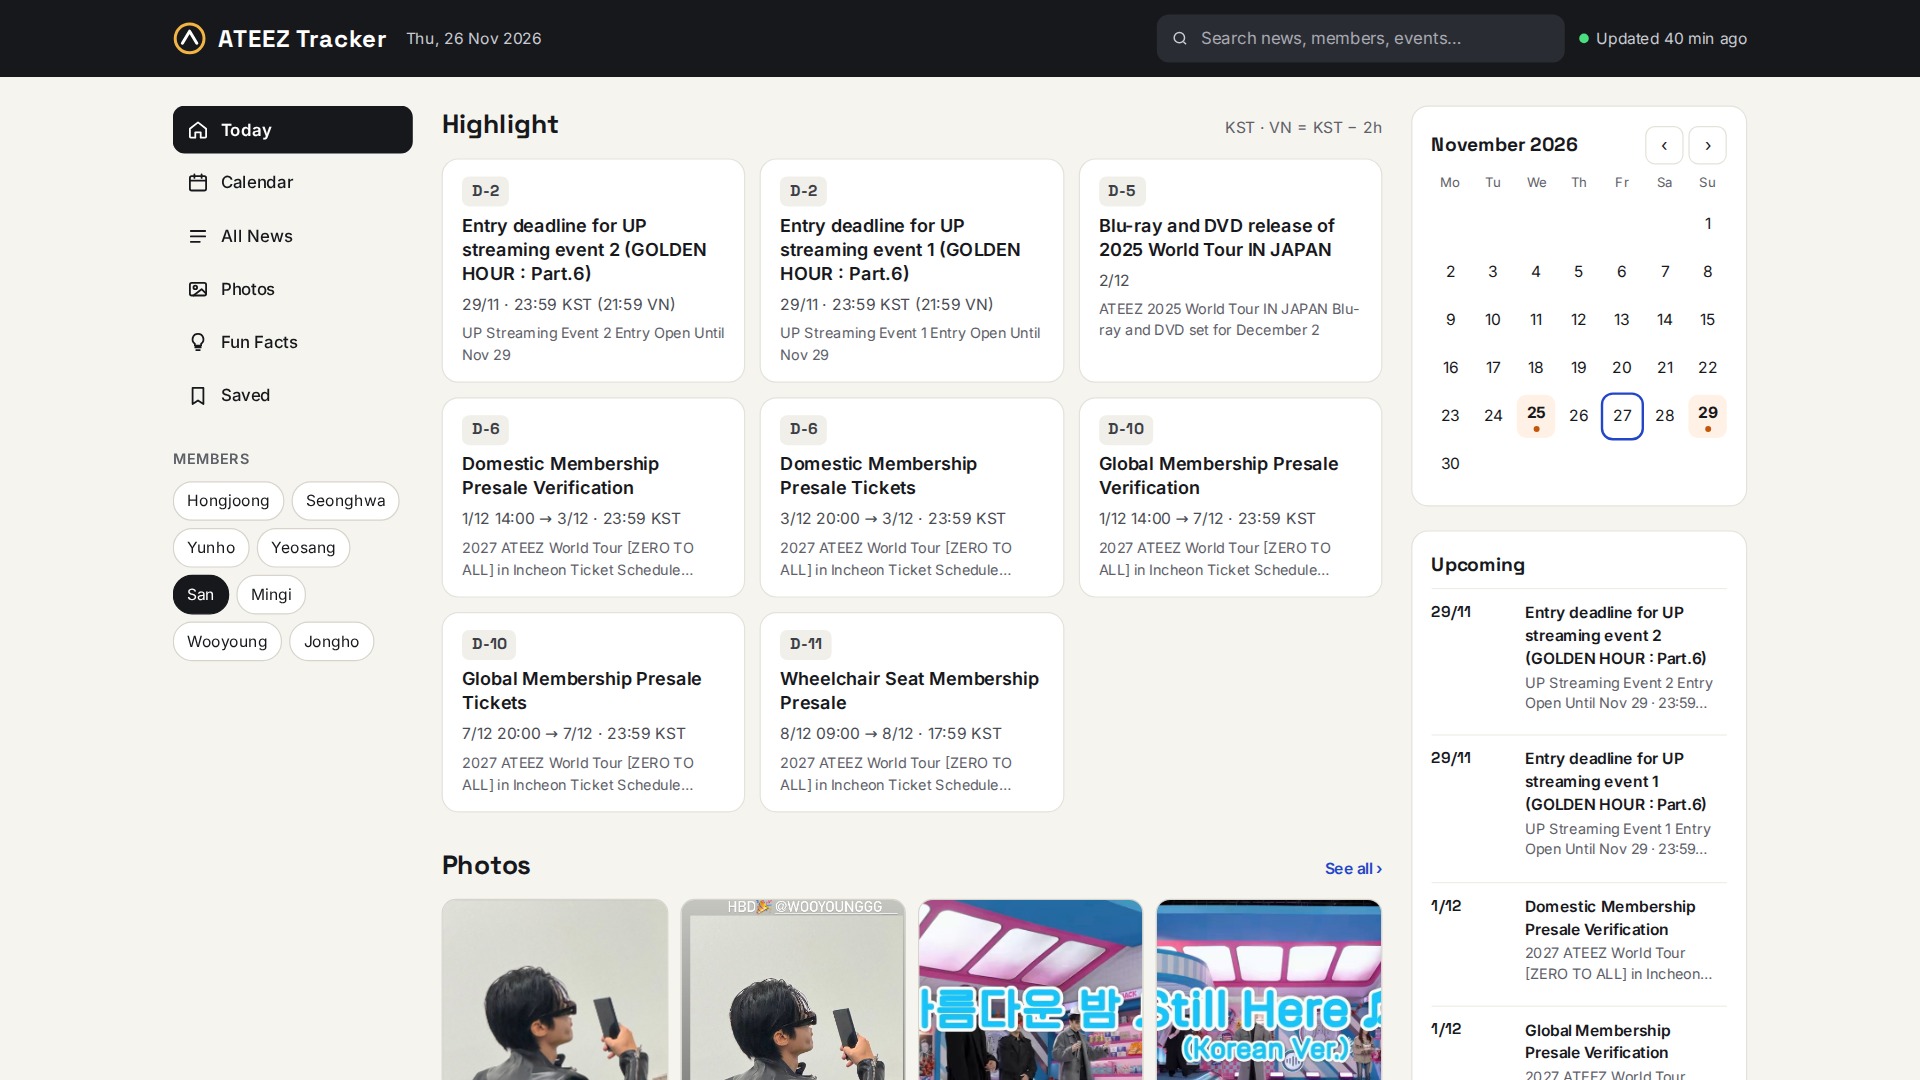 ATEEZ Tracker
Thu, 26 Nov 2026
Search news, members, events...
Updated 40 min ago
Today
Calendar
All News
Photos
Fun Facts
Saved
MEMBERS
Hongjoong
Seonghwa
Yunho
Yeosang
San
Mingi
Wooyoung
Jongho
Highlight
KST · VN = KST − 2h
D-2
Entry deadline for UP
streaming event 2 (GOLDEN
HOUR : Part.6)
29/11 · 23:59 KST (21:59 VN)
UP Streaming Event 2 Entry Open Until
Nov 29
D-2
Entry deadline for UP
streaming event 1 (GOLDEN
HOUR : Part.6)
29/11 · 23:59 KST (21:59 VN)
UP Streaming Event 1 Entry Open Until
Nov 29
D-5
Blu-ray and DVD release of
2025 World Tour IN JAPAN
2/12
ATEEZ 2025 World Tour IN JAPAN Blu-
ray and DVD set for December 2
D-6
Domestic Membership
Presale Verification
1/12 14:00 → 3/12 · 23:59 KST
2027 ATEEZ World Tour [ZERO TO
ALL] in Incheon Ticket Schedule...
D-6
Domestic Membership
Presale Tickets
3/12 20:00 → 3/12 · 23:59 KST
2027 ATEEZ World Tour [ZERO TO
ALL] in Incheon Ticket Schedule...
D-10
Global Membership Presale
Verification
1/12 14:00 → 7/12 · 23:59 KST
2027 ATEEZ World Tour [ZERO TO
ALL] in Incheon Ticket Schedule...
D-10
Global Membership Presale
Tickets
7/12 20:00 → 7/12 · 23:59 KST
2027 ATEEZ World Tour [ZERO TO
ALL] in Incheon Ticket Schedule...
D-11
Wheelchair Seat Membership
Presale
8/12 09:00 → 8/12 · 17:59 KST
2027 ATEEZ World Tour [ZERO TO
ALL] in Incheon Ticket Schedule...
Photos
See all ›
HBD🎉 @WOOYOUNGGG
아름다운 밤
Still Here ♫
(Korean Ver.)
November 2026
‹ ›
Mo Tu We Th Fr Sa Su
1
2 3 4 5 6 7 8
9 10 11 12 13 14 15
16 17 18 19 20 21 22
23 24 25 26 27 28 29
30
Upcoming
29/11
Entry deadline for UP
streaming event 2
(GOLDEN HOUR : Part.6)
UP Streaming Event 2 Entry
Open Until Nov 29 · 23:59...
29/11
Entry deadline for UP
streaming event 1
(GOLDEN HOUR : Part.6)
UP Streaming Event 1 Entry
Open Until Nov 29 · 23:59...
1/12
Domestic Membership
Presale Verification
2027 ATEEZ World Tour
[ZERO TO ALL] in Incheon...
1/12
Global Membership
Presale Verification
2027 ATEEZ World Tour